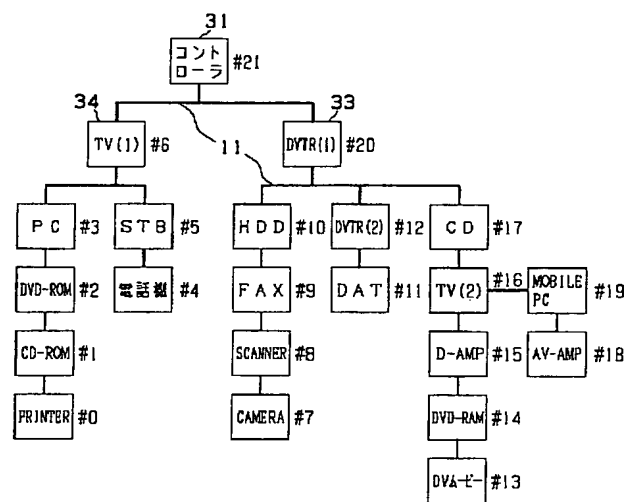 31
コント
ローラ
#21
34
33
TV(1)
#6
11
DVTR(1)
#20
PC
#3
STB
#5
HDD
#10
DVTR(2)
#12
CD
#17
DVD-ROM
#2
電話機
#4
FAX
#9
DAT
#11
TV(2)
#16
MOBILE
PC
#19
CD-ROM
#1
SCANNER
#8
D-AMP
#15
AV-AMP
#18
PRINTER
#0
CAMERA
#7
DVD-RAM
#14
DVムービー
#13